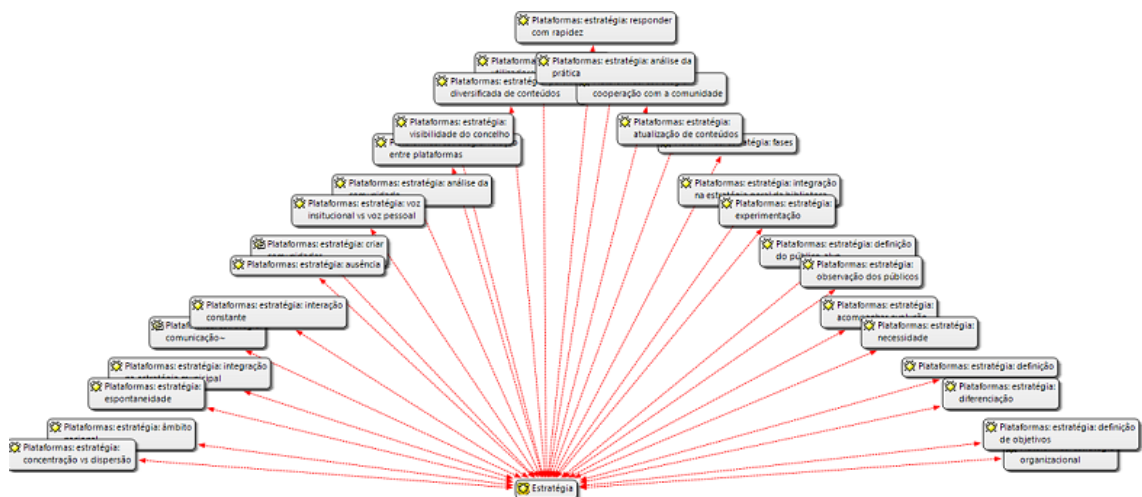 Plataformas: estratégia: responder
com rapidez
Plataformas: estratégia: análise da
prática
diversificada de conteúdos
cooperação com a comunidade
Plataformas: estratégia:
visibilidade do concelho
Plataformas: estratégia:
atualização de conteúdos
entre plataformas
estratégia: fases
Plataformas: estratégia: análise da
Plataformas: estratégia: integração
Plataformas: estratégia: voz
insitucional vs voz pessoal
Plataformas: estratégia:
experimentação
Plataformas: estratégia: criar
Plataformas: estratégia: definição
Plataformas: estratégia: ausência
Plataformas: estratégia:
observação dos públicos
Plataformas: estratégia: interação
constante
Plataformas: estratégia:
comunicação~
Plataformas: estratégia:
necessidade
Plataformas: estratégia: integração
Plataformas: estratégia: definição
Plataformas: estratégia:
espontaneidade
Plataformas: estratégia:
diferenciação
Plataformas: estratégia: âmbito
Plataformas: estratégia: definição
de objetivos
Plataformas: estratégia:
concentração vs dispersão
organizacional
Estratégia